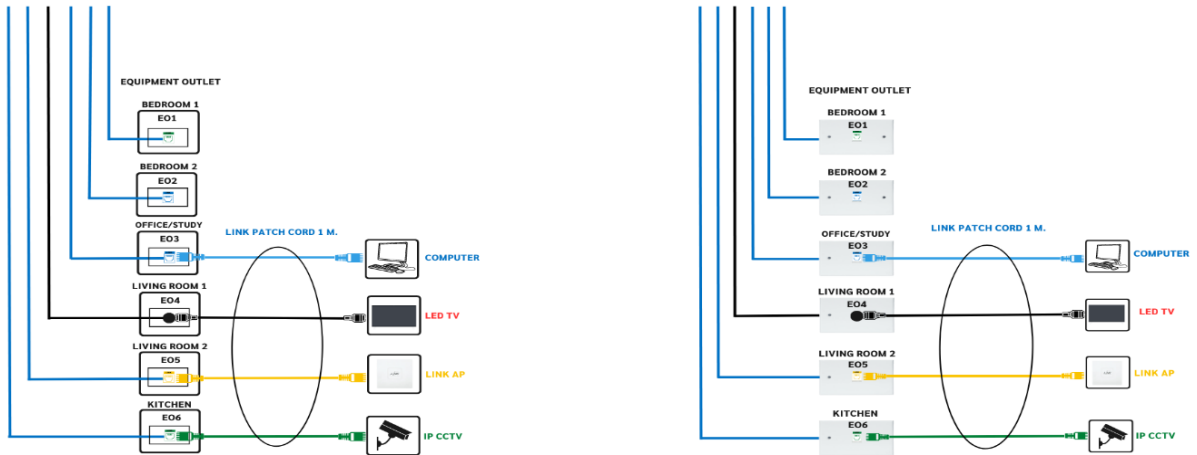 EQUIPMENT OUTLET
BEDROOM 1
EO1
BEDROOM 2
EO2
OFFICE/STUDY
EO3
LINK PATCH CORD 1 M.
COMPUTER
LIVING ROOM 1
EO4
LED TV
LIVING ROOM 2
EO5
LINK AP
KITCHEN
EO6
IP CCTV
EQUIPMENT OUTLET
BEDROOM 1
EO1
BEDROOM 2
EO2
OFFICE/STUDY
EO3
LINK PATCH CORD 1 M.
COMPUTER
LIVING ROOM 1
EO4
LED TV
LIVING ROOM 2
EO5
LINK AP
KITCHEN
EO6
IP CCTV